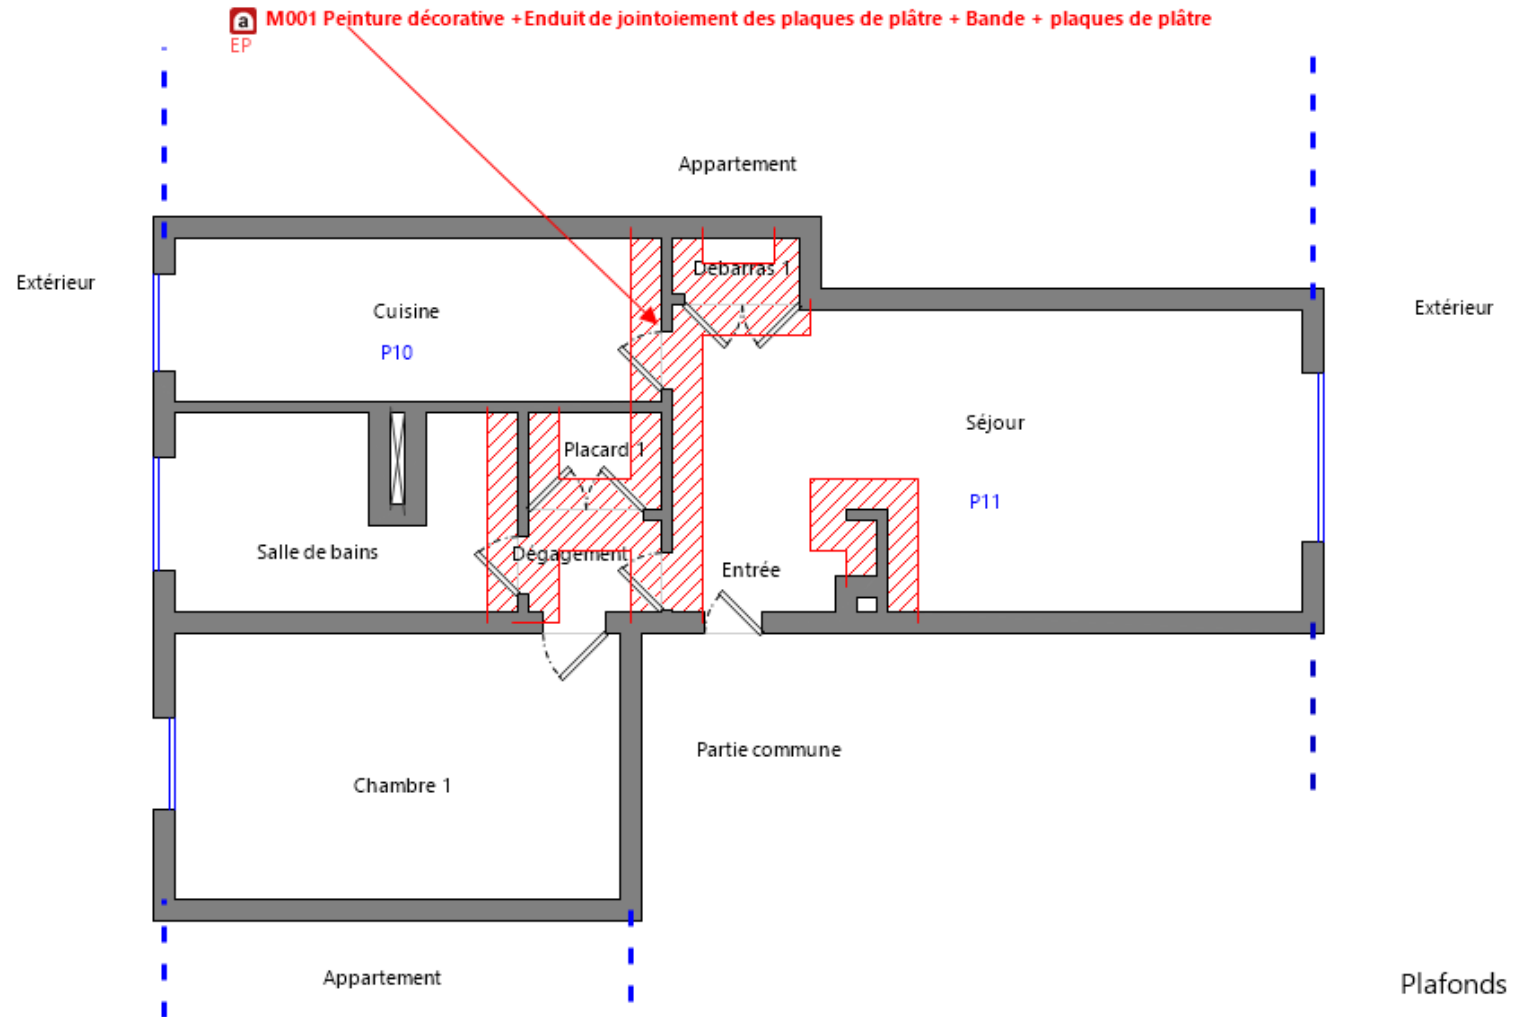 a M001 Peinture décorative +Enduit de jointoiement des plaques de plâtre + Bande + plaques de plâtre
EP
Appartement
Extérieur
Débarras 1
Extérieur
Cuisine
P10
Séjour
Placard 1
P11
Salle de bains
Dégagement
Entrée
Partie commune
Chambre 1
Appartement
Plafonds